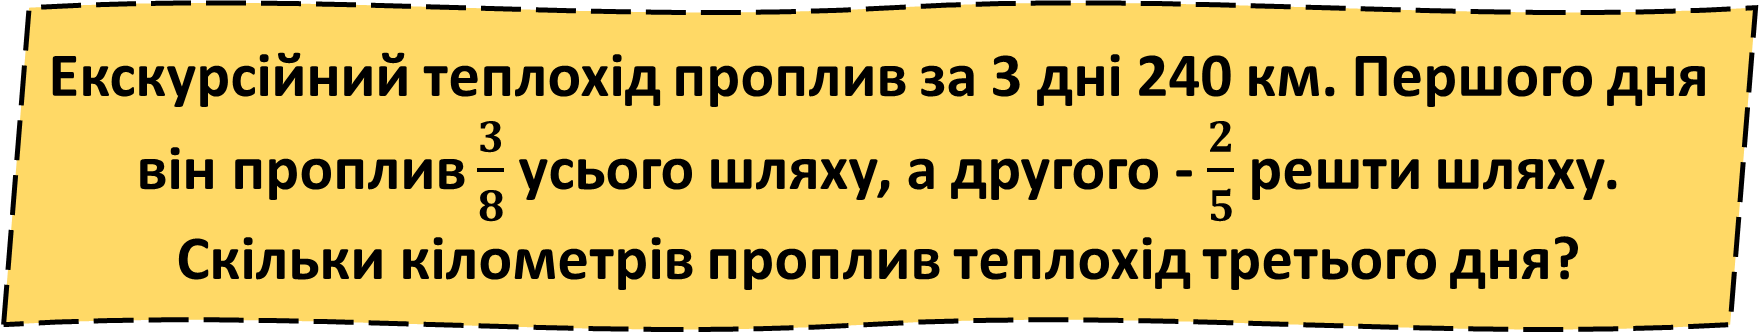 Екскурсійний теплохід проплив за 3 дні 240 км. Першого дня
він проплив 3/8 усього шляху, а другого - 2/5 решти шляху.
Скільки кілометрів проплив теплохід третього дня?